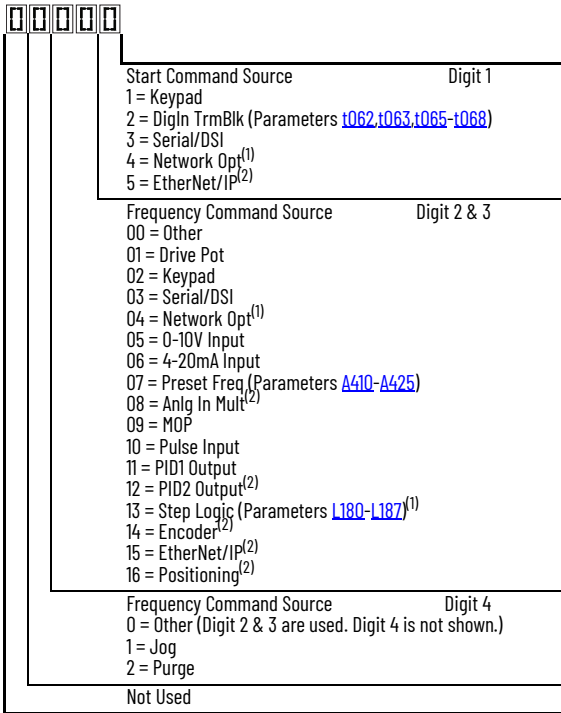 00000
Start Command Source Digit 1
1 = Keypad
2 = DigIn TrmBlk (Parameters t062,t063,t065-t068)
3 = Serial/DSI
4 = Network Opt(1)
5 = EtherNet/IP(2)
Frequency Command Source Digit 2 & 3
00 = Other
01 = Drive Pot
02 = Keypad
03 = Serial/DSI
04 = Network Opt(1)
05 = 0-10V Input
06 = 4-20mA Input
07 = Preset Freq (Parameters A410-A425)
08 = Anlg In Mult(2)
09 = MOP
10 = Pulse Input
11 = PID1 Output
12 = PID2 Output(2)
13 = Step Logic (Parameters L180-L187)(1)
14 = Encoder(2)
15 = EtherNet/IP(2)
16 = Positioning(2)
Frequency Command Source Digit 4
0 = Other (Digit 2 & 3 are used. Digit 4 is not shown.)
1 = Jog
2 = Purge
Not Used